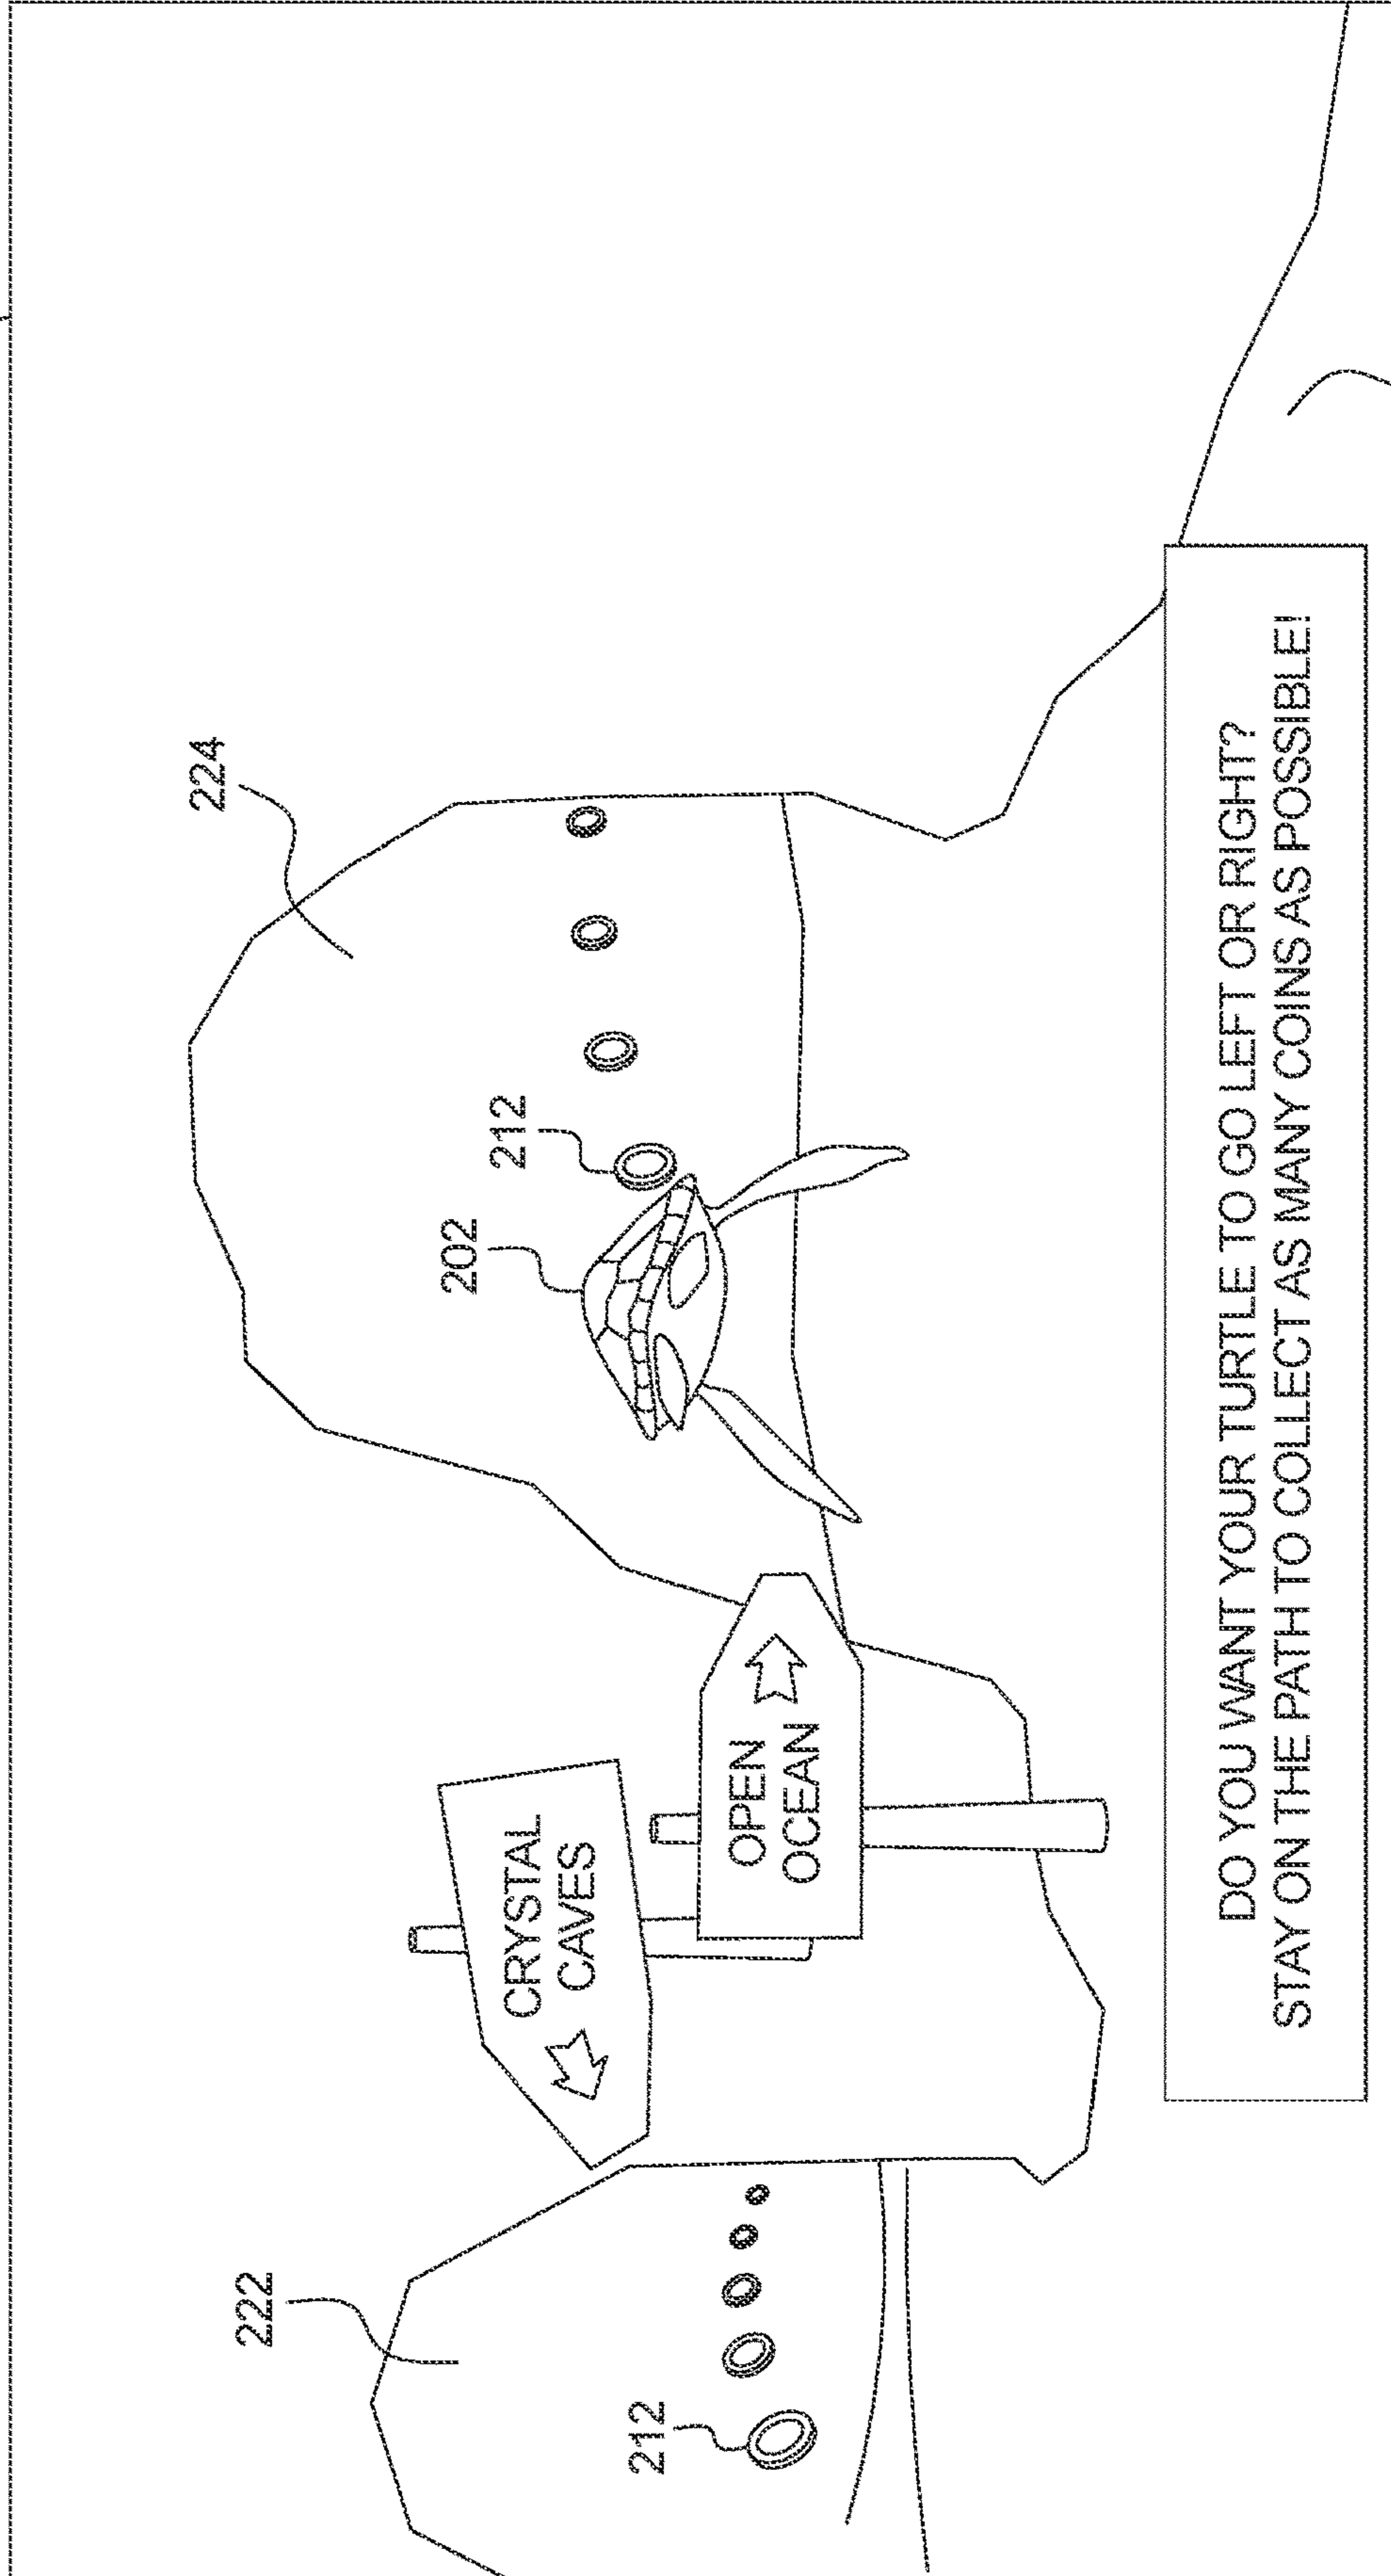 222
212
CRYSTAL
CAVES
OPEN
OCEAN
202
212
224
DO YOU WANT YOUR TURTLE TO GO LEFT OR RIGHT?
STAY ON THE PATH TO COLLECT AS MANY COINS AS POSSIBLE!